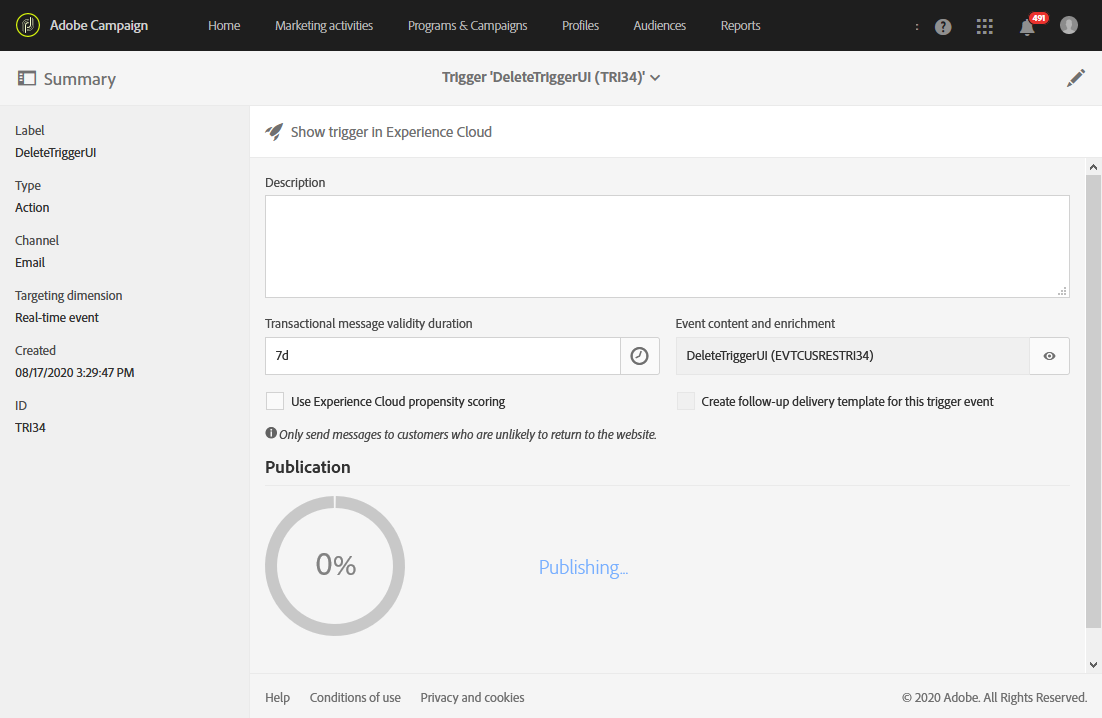 Adobe Campaign
Home
Marketing activities
Programs & Campaigns
Profiles
Audiences
Reports
:
?
491
Summary
Trigger 'DeleteTriggerUI (TRI34)'
Label
DeleteTriggerUI
Type
Action
Channel
Email
Targeting dimension
Real-time event
Created
08/17/2020 3:29:47 PM
ID
TRI34
Show trigger in Experience Cloud
Description
Transactional message validity duration
7d
Event content and enrichment
DeleteTriggerUI (EVTCUSRESTRI34)
Use Experience Cloud propensity scoring
Create follow-up delivery template for this trigger event
Only send messages to customers who are unlikely to return to the website.
Publication
0%
Publishing...
Help
Conditions of use
Privacy and cookies
© 2020 Adobe. All Rights Reserved.